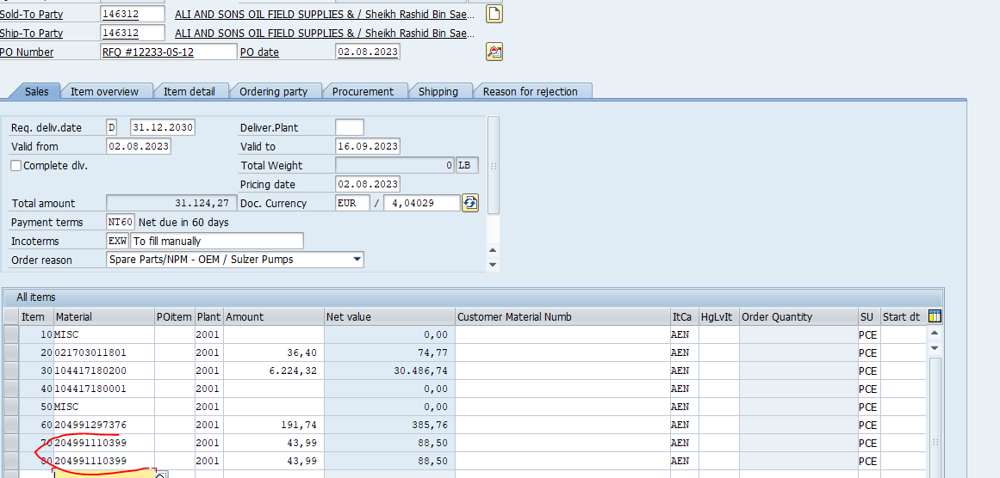 Sold-To Party 146312 ALI AND SONS OIL FIELD SUPPLIES & / Sheikh Rashid Bin Sae...
Ship-To Party 146312 ALI AND SONS OIL FIELD SUPPLIES & / Sheikh Rashid Bin Sae...
PO Number RFQ #12233-0S-12 PO date 02.08.2023
Sales Item overview Item detail Ordering party Procurement Shipping Reason for rejection
Req. deliv.date D 31.12.2030 Deliver.Plant
Valid from 02.08.2023 Valid to 16.09.2023
Complete dlv. Total Weight 0 LB
Pricing date 02.08.2023
Total amount 31.124,27 Doc. Currency EUR / 4,04029
Payment terms NT60 Net due in 60 days
Incoterms EXW To fill manually
Order reason Spare Parts/NPM - OEM / Sulzer Pumps
All items
Item Material POitem Plant Amount Net value Customer Material Numb ItCa HgLvIt Order Quantity SU Start dt
10 MISC 2001 0,00 AEN PCE
20 021703011801 2001 36,40 74,77 AEN PCE
30 104417180200 2001 6.224,32 30.486,74 AEN PCE
40 104417180001 2001 0,00 AEN PCE
50 MISC 2001 0,00 AEN PCE
60 204991297376 2001 191,74 385,76 AEN PCE
70 204991110399 2001 43,99 88,50 AEN PCE
80 204991110399 2001 43,99 88,50 AEN PCE